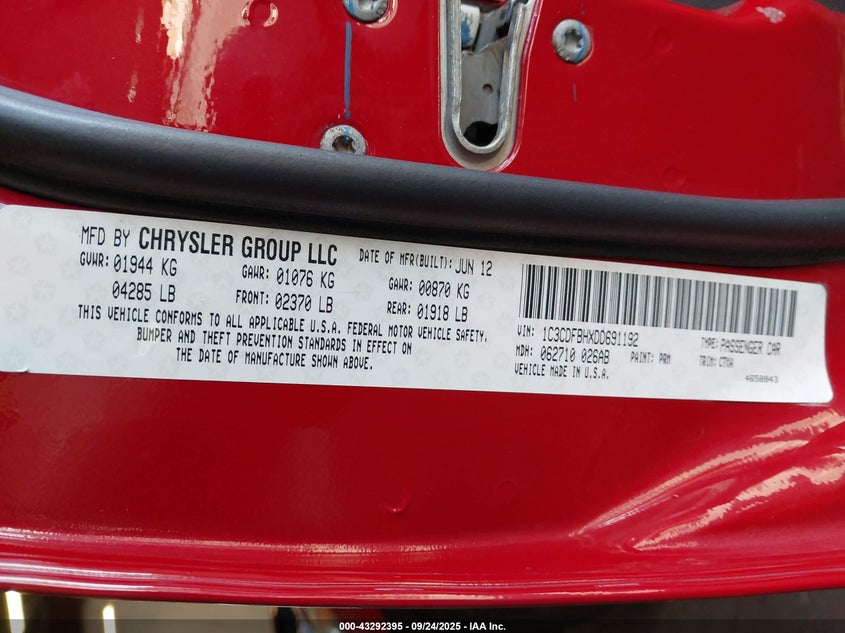 MFD BY CHRYSLER GROUP LLC DATE OF MFR(BUILT): JUN 12
GVWR: 01944 KG GAWR: 01076 KG GAWR: 00870 KG
04285 LB FRONT: 02370 LB REAR: 01918 LB
THIS VEHICLE CONFORMS TO ALL APPLICABLE U.S.A. FEDERAL MOTOR VEHICLE SAFETY,
BUMPER AND THEFT PREVENTION STANDARDS IN EFFECT ON
THE DATE OF MANUFACTURE SHOWN ABOVE.
VIN: 1C3CDFBHXDD691192 TYPE: PASSENGER CAR
MDH: 062710 026AB PAINT: PRM TRIM: C7X4
VEHICLE MADE IN U.S.A. 4658843
000-43292395 - 09/24/2025 - IAA Inc.